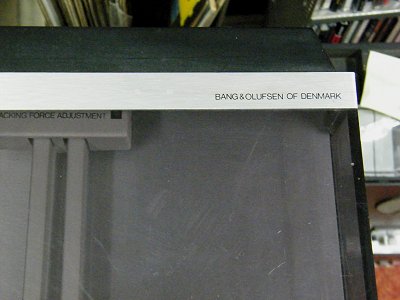 BANG&OLUFSEN OF DENMARK
ACKING FORCE ADJUSTMENT